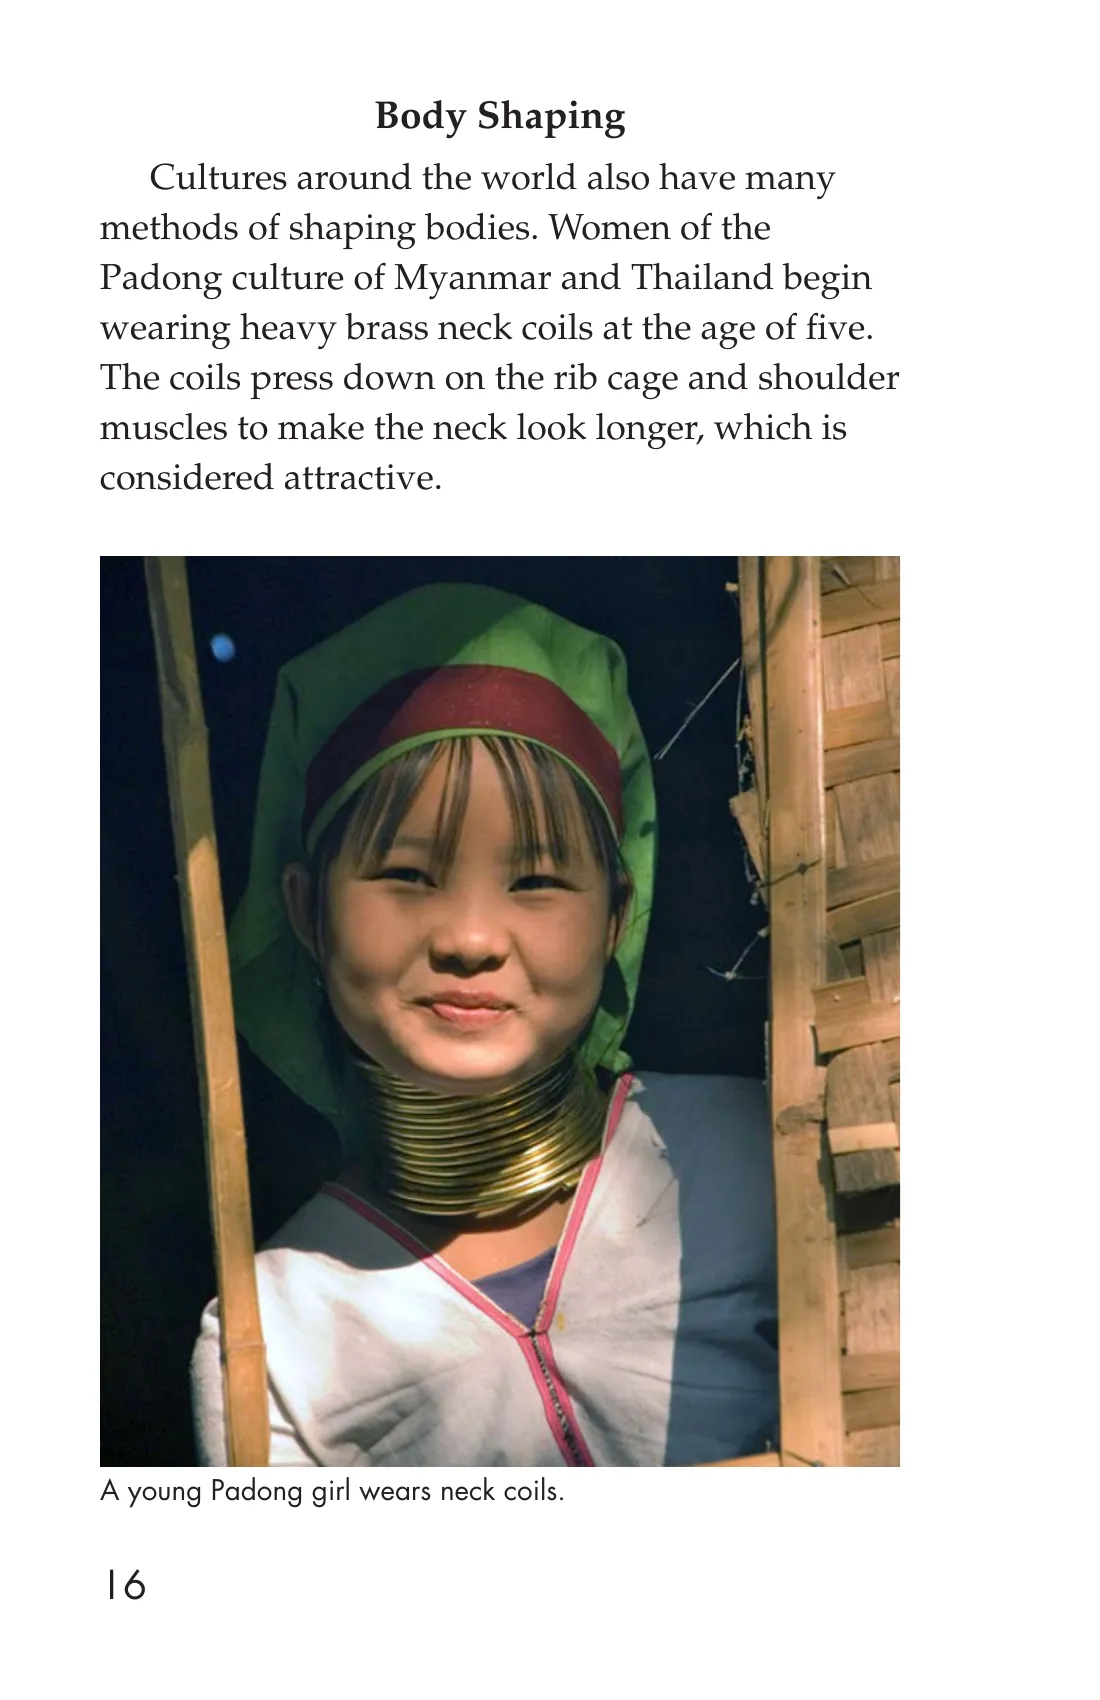 Body Shaping
Cultures around the world also have many
methods of shaping bodies. Women of the
Padong culture of Myanmar and Thailand begin
wearing heavy brass neck coils at the age of five.
The coils press down on the rib cage and shoulder
muscles to make the neck look longer, which is
considered attractive.
A young Padong girl wears neck coils.
16